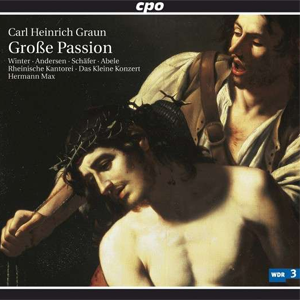 cpo
Carl Heinrich Graun
Große Passion
Winter · Andersen · Schäfer · Abele
Rheinische Kantorei · Das Kleine Konzert
Hermann Max
WDR 3